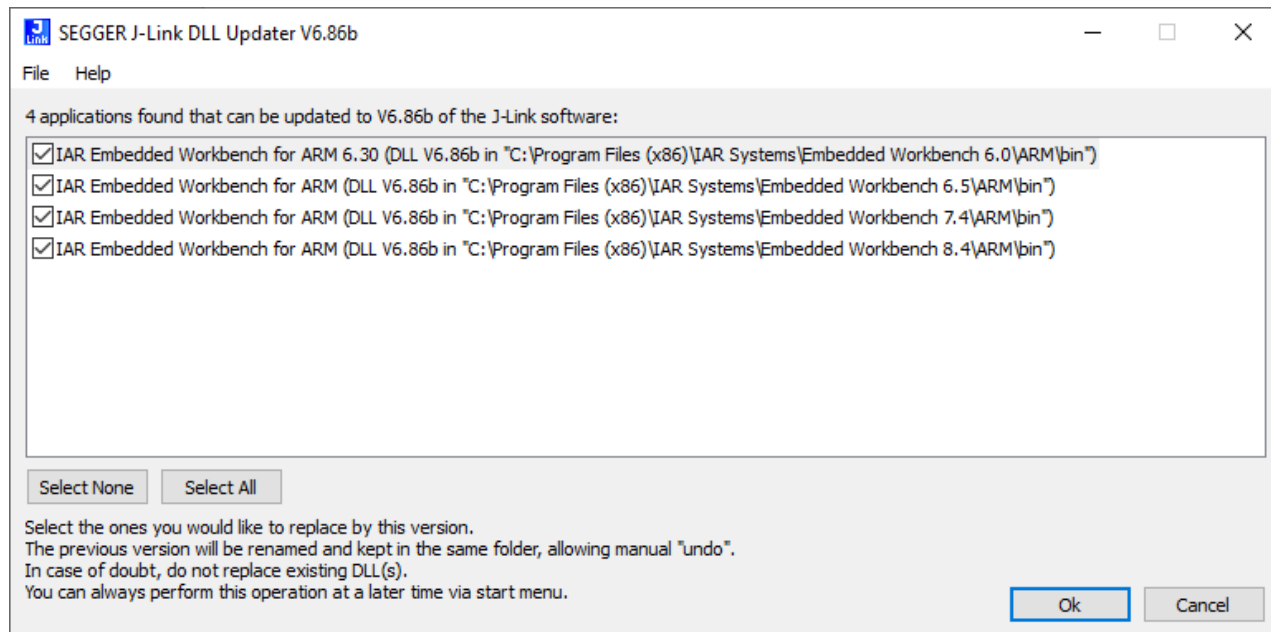 J
Link
SEGGER J-Link DLL Updater V6.86b
File Help
4 applications found that can be updated to V6.86b of the J-Link software:
IAR Embedded Workbench for ARM 6.30 (DLL V6.86b in "C:\Program Files (x86)\IAR Systems\Embedded Workbench 6.0\ARM\bin")
IAR Embedded Workbench for ARM (DLL V6.86b in "C:\Program Files (x86)\IAR Systems\Embedded Workbench 6.5\ARM\bin")
IAR Embedded Workbench for ARM (DLL V6.86b in "C:\Program Files (x86)\IAR Systems\Embedded Workbench 7.4\ARM\bin")
IAR Embedded Workbench for ARM (DLL V6.86b in "C:\Program Files (x86)\IAR Systems\Embedded Workbench 8.4\ARM\bin")
Select None Select All
Select the ones you would like to replace by this version.
The previous version will be renamed and kept in the same folder, allowing manual "undo".
In case of doubt, do not replace existing DLL(s).
You can always perform this operation at a later time via start menu.
Ok Cancel